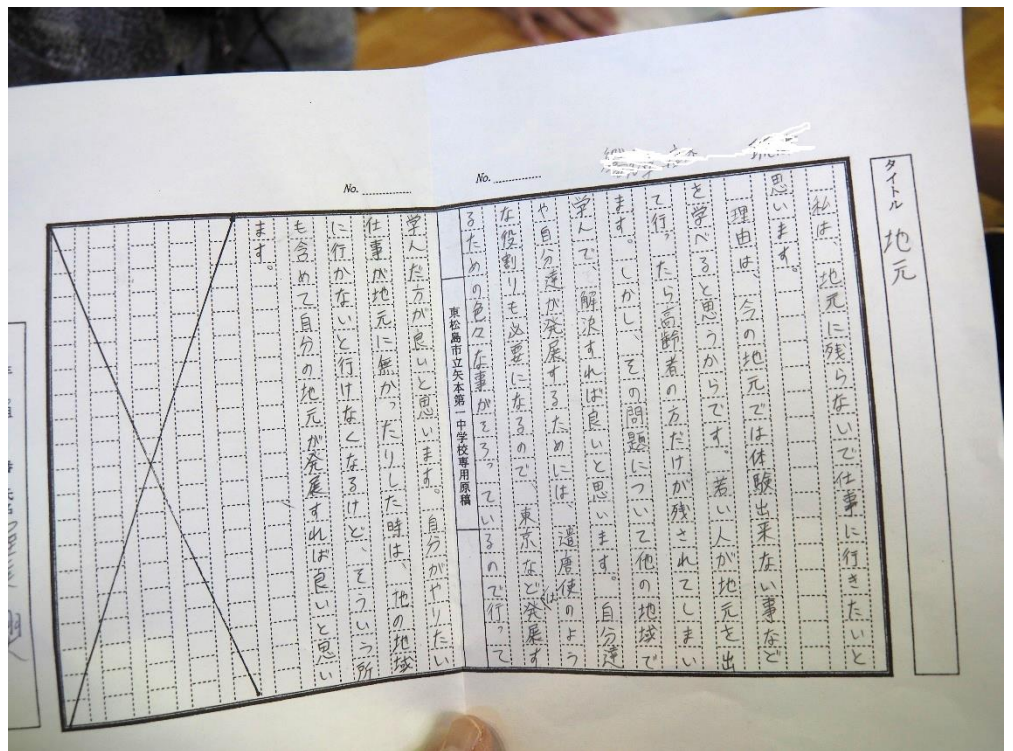 タイトル 地元
私は、地元に残らないで仕事に行きたいと
思います。
理由は、今の地元では体験出来ない事など
を学べると思うからです。若い人が地元を出
て行ったら高齢者の方だけが残されてしまい
ます。しかし、その問題について他の地域で
学んで、解決すれば良いと思います。自分達
や自分達が発展するためには、遣唐使のよう
な役割りも必要になるので、東京など発展す
るための色々な事がそろっているので行って
No.
東松島市立矢本第一中学校専用原稿
No.
学んだ方が良いと思います。自分がやりたい
仕事が地元に無かったりした時は、他の地域
に行かないと行けなくなるけど、そういう所
も含めて自分の地元が発展すれば良いと思い
ます。